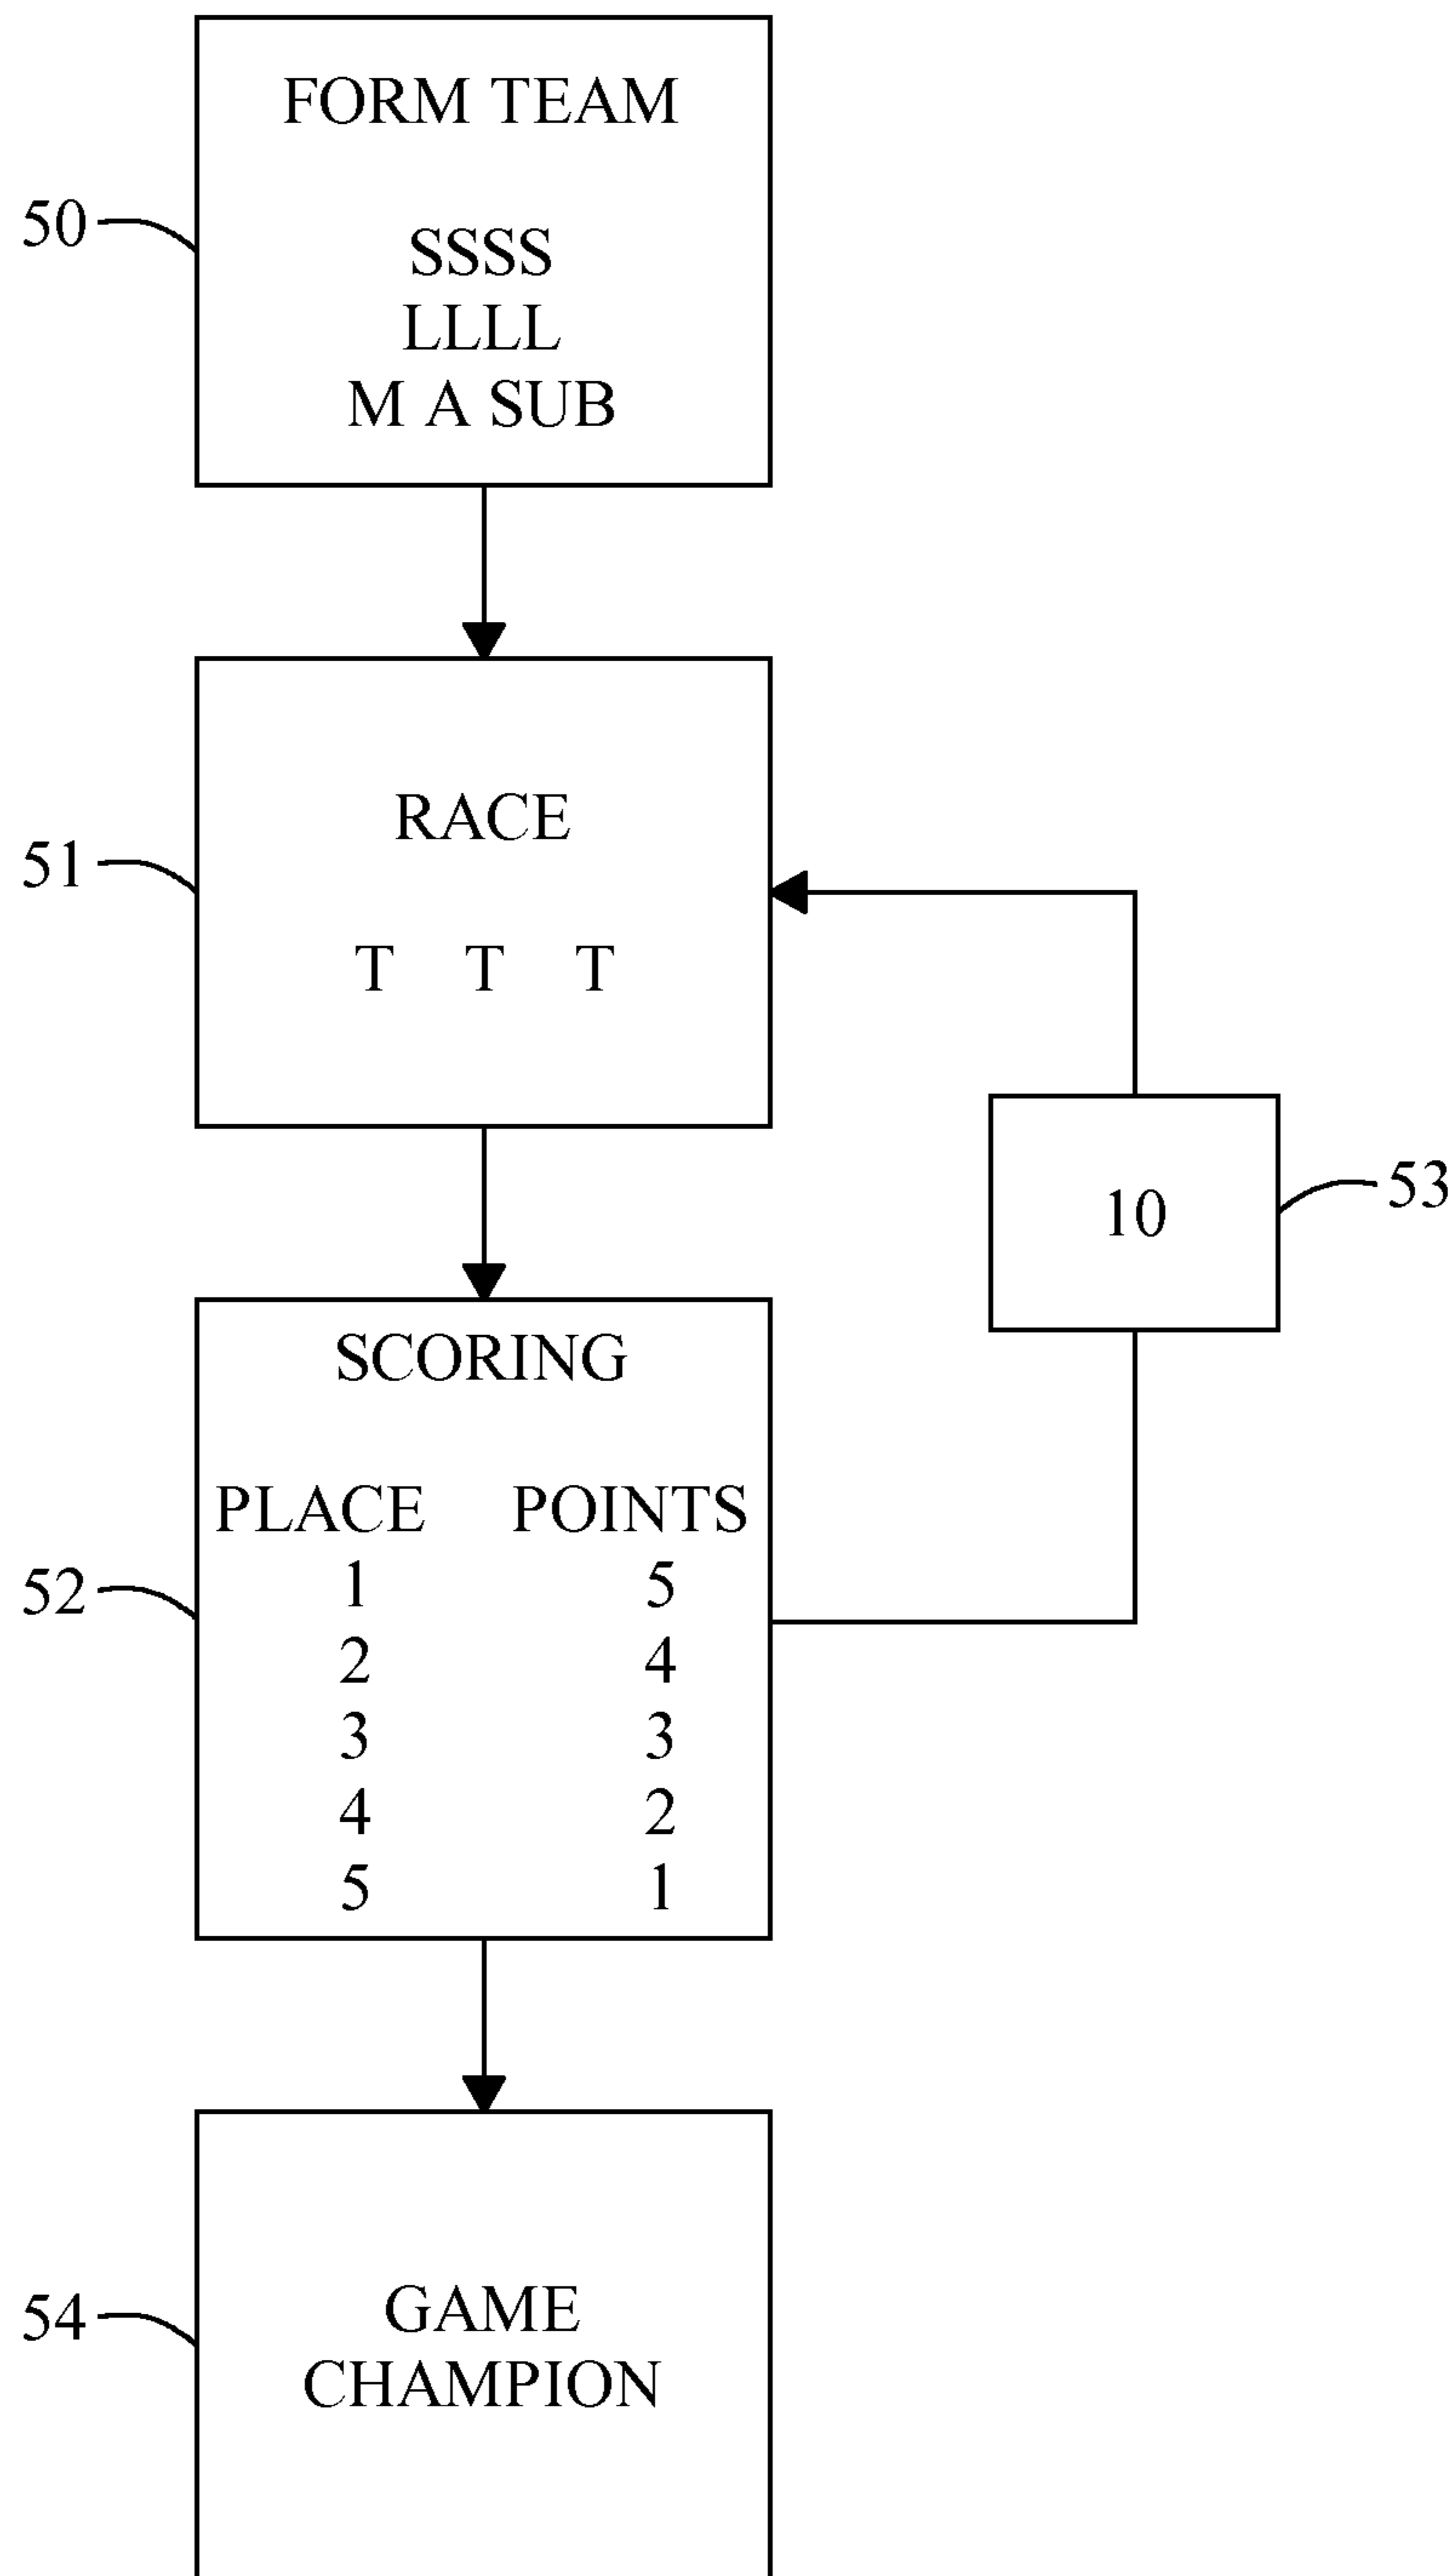 FORM TEAM
50
SSSS
LLLL
M A SUB
RACE
51
T T T
10
53
SCORING
PLACE POINTS
1 5
52
2 4
3 3
4 2
5 1
54
GAME
CHAMPION